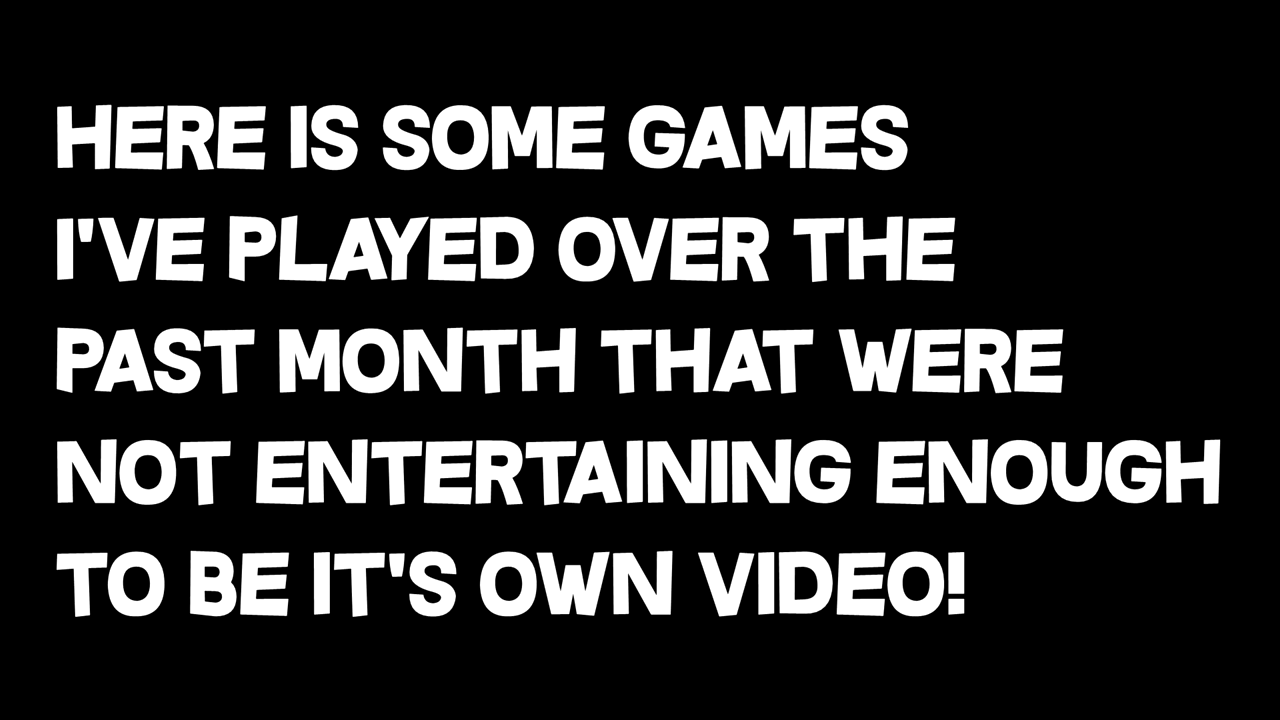 HERE IS SOME GAMES
I'VE PLAYED OVER THE
PAST MONTH THAT WERE
NOT ENTERTAINING ENOUGH
TO BE IT'S OWN VIDEO!